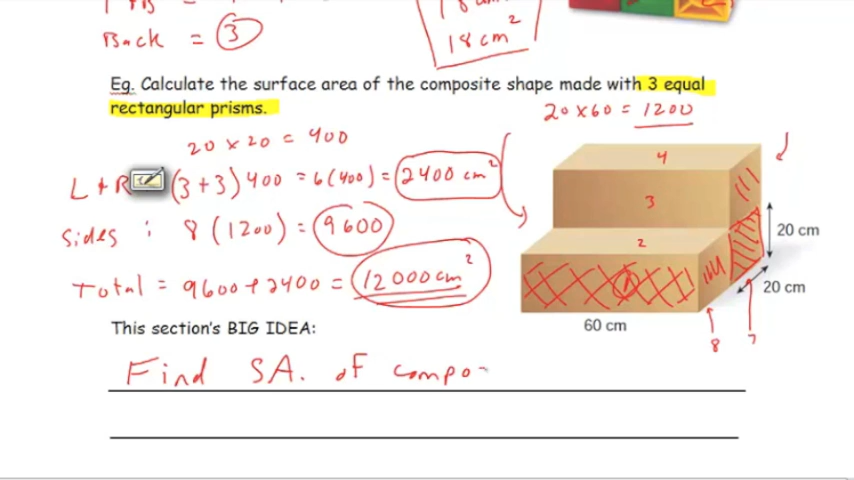 Back = 3
18 cm²
Eg. Calculate the surface area of the composite shape made with 3 equal
rectangular prisms.
20 x 60 = 1200
20 x 20 = 400
L + R (3+3) 400 = 6(400) = 2400 cm²
sides : 8 (1200) = 9600
Total = 9600 + 2400 = 12000 cm²
4
3
2
1
20 cm
20 cm
60 cm
8
7
This section's BIG IDEA:
Find SA. of compo